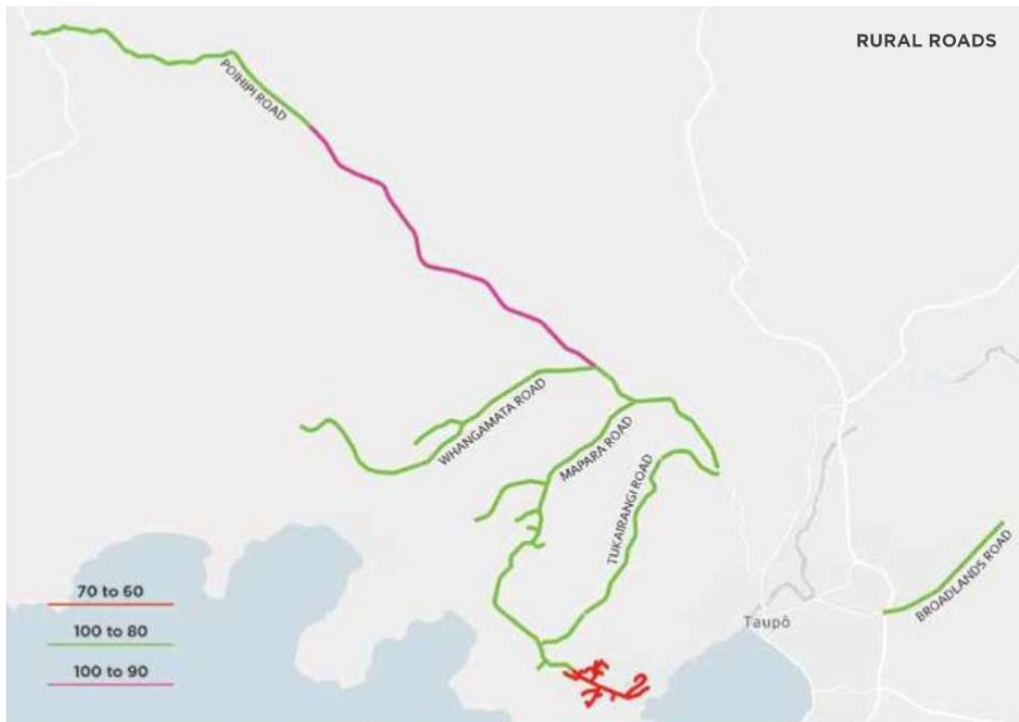 RURAL ROADS
POIHIPI ROAD
WHANGAMATA ROAD
MAPARA ROAD
TUKAIRANGI ROAD
BROADLANDS ROAD
Taupō
70 to 60
100 to 80
100 to 90